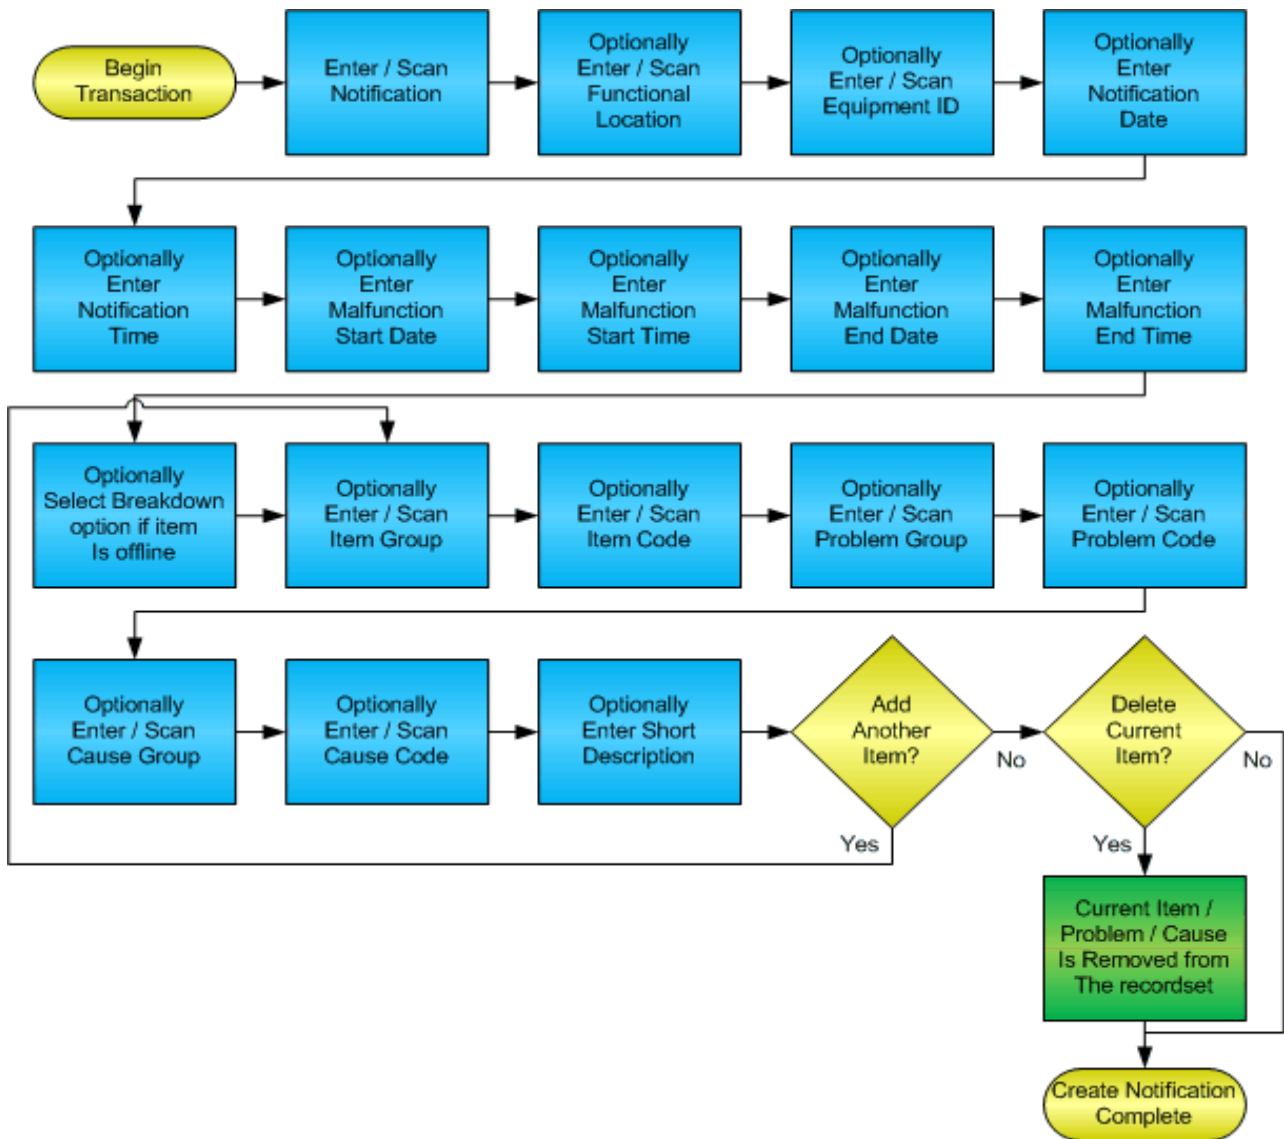 Begin
Transaction
Enter / Scan
Notification
Optionally
Enter / Scan
Functional
Location
Optionally
Enter / Scan
Equipment ID
Optionally
Enter
Notification
Date
Optionally
Enter
Notification
Time
Optionally
Enter
Malfunction
Start Date
Optionally
Enter
Malfunction
Start Time
Optionally
Enter
Malfunction
End Date
Optionally
Enter
Malfunction
End Time
Optionally
Select Breakdown
option if item
Is offline
Optionally
Enter / Scan
Item Group
Optionally
Enter / Scan
Item Code
Optionally
Enter / Scan
Problem Group
Optionally
Enter / Scan
Problem Code
Optionally
Enter / Scan
Cause Group
Optionally
Enter / Scan
Cause Code
Optionally
Enter Short
Description
Add
Another
Item?
No
Delete
Current
Item?
No
Yes
Yes
Current Item /
Problem / Cause
Is Removed from
The recordset
Create Notification
Complete